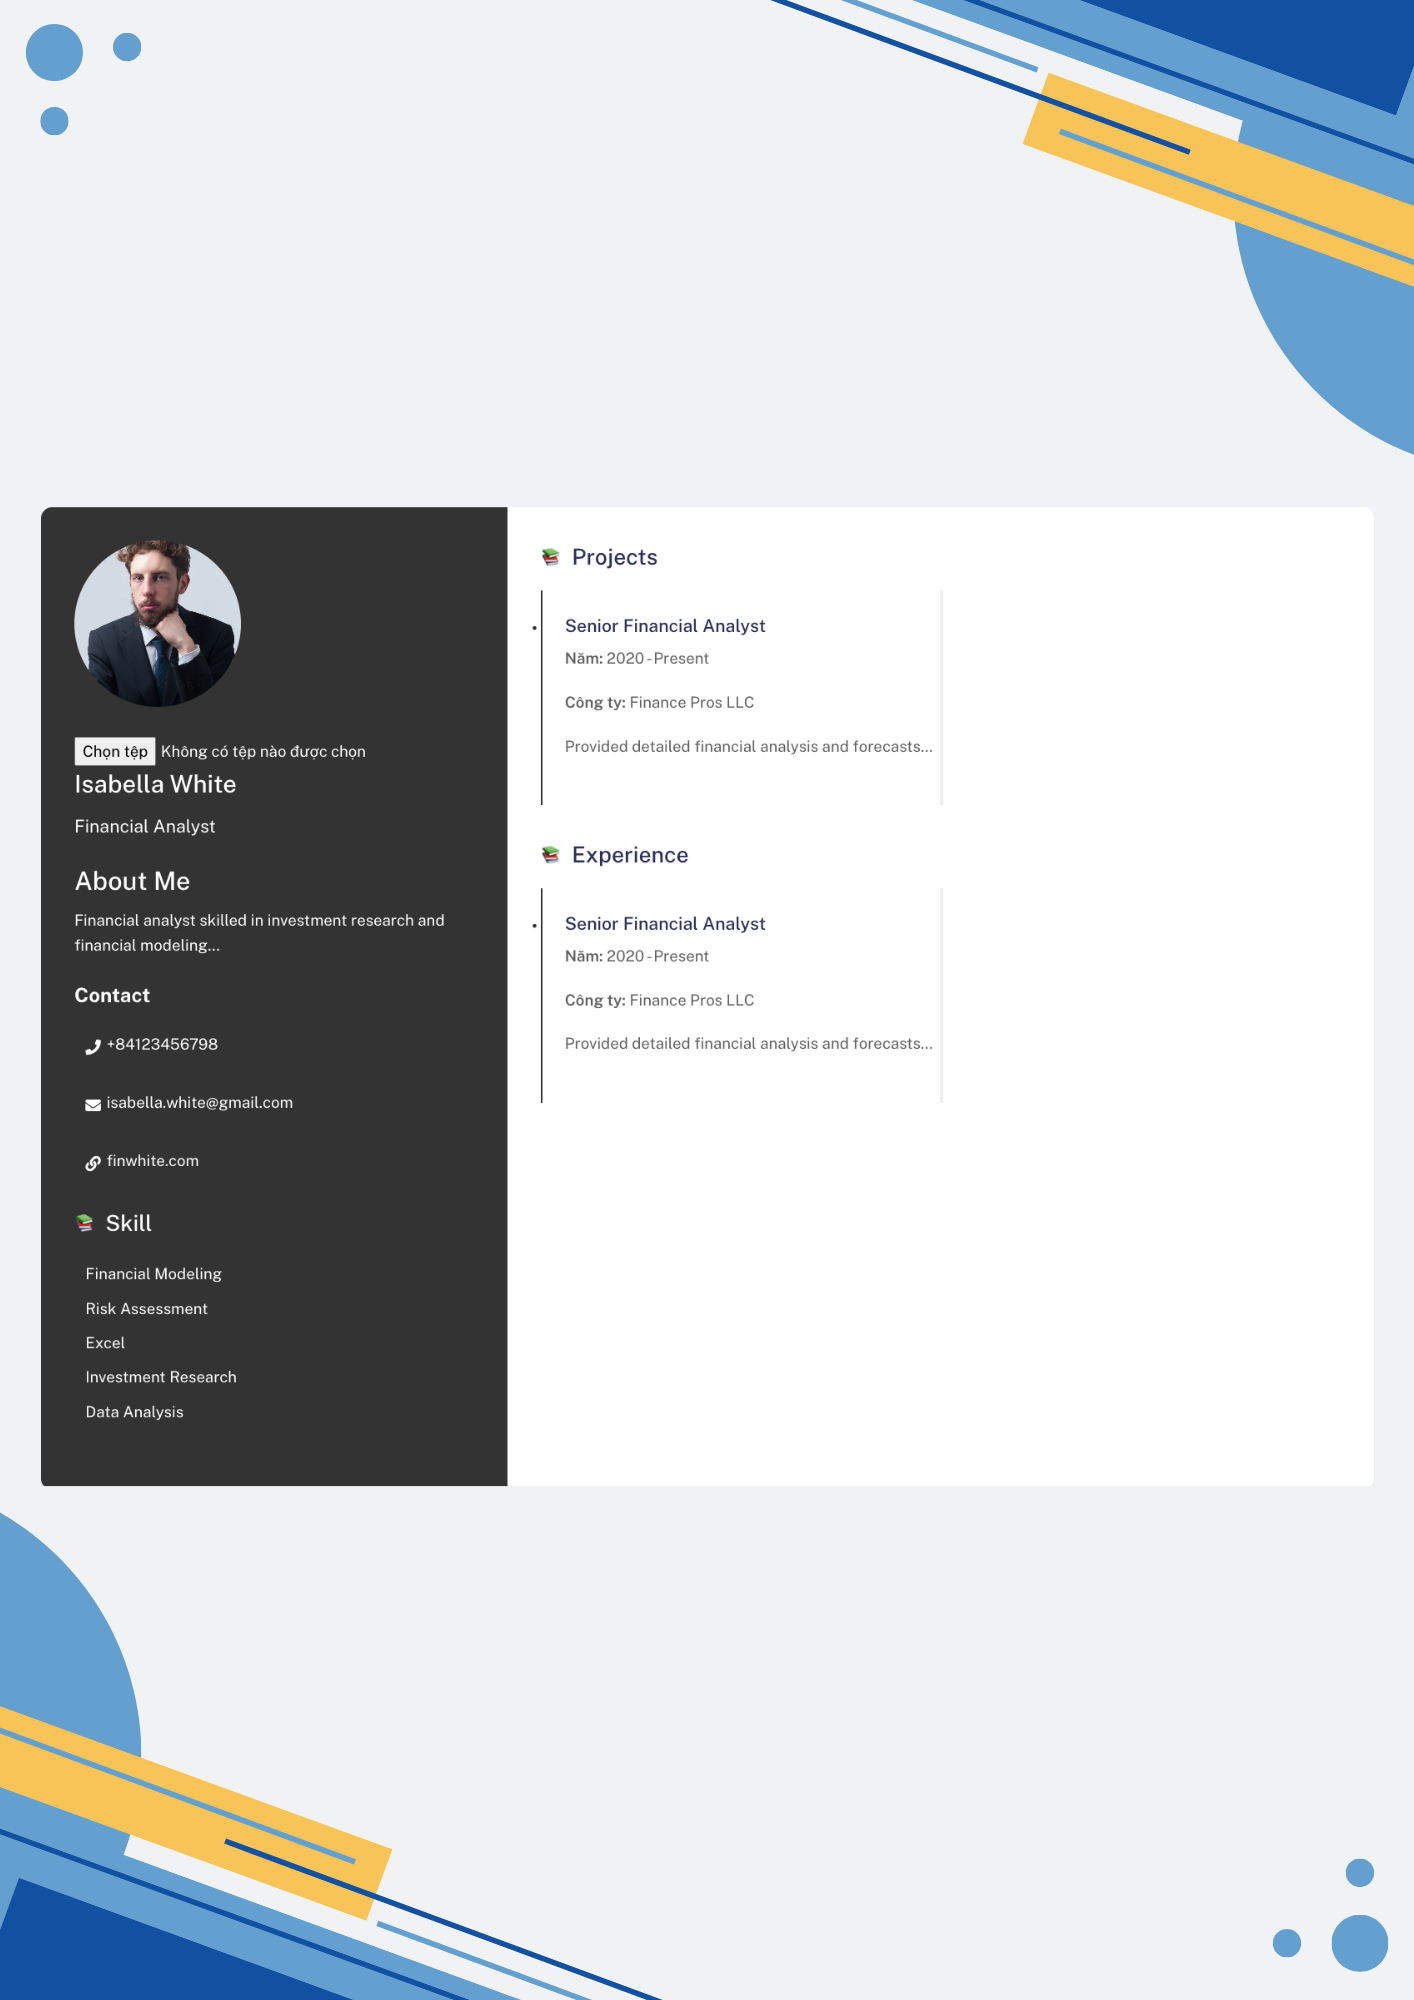 Chọn tệp Không có tệp nào được chọn
Isabella White
Financial Analyst
About Me
Financial analyst skilled in investment research and
financial modeling...
Contact
+84123456798
isabella.white@gmail.com
finwhite.com
Skill
Financial Modeling
Risk Assessment
Excel
Investment Research
Data Analysis
Projects
Senior Financial Analyst
Năm: 2020 - Present
Công ty: Finance Pros LLC
Provided detailed financial analysis and forecasts...
Experience
Senior Financial Analyst
Năm: 2020 - Present
Công ty: Finance Pros LLC
Provided detailed financial analysis and forecasts...